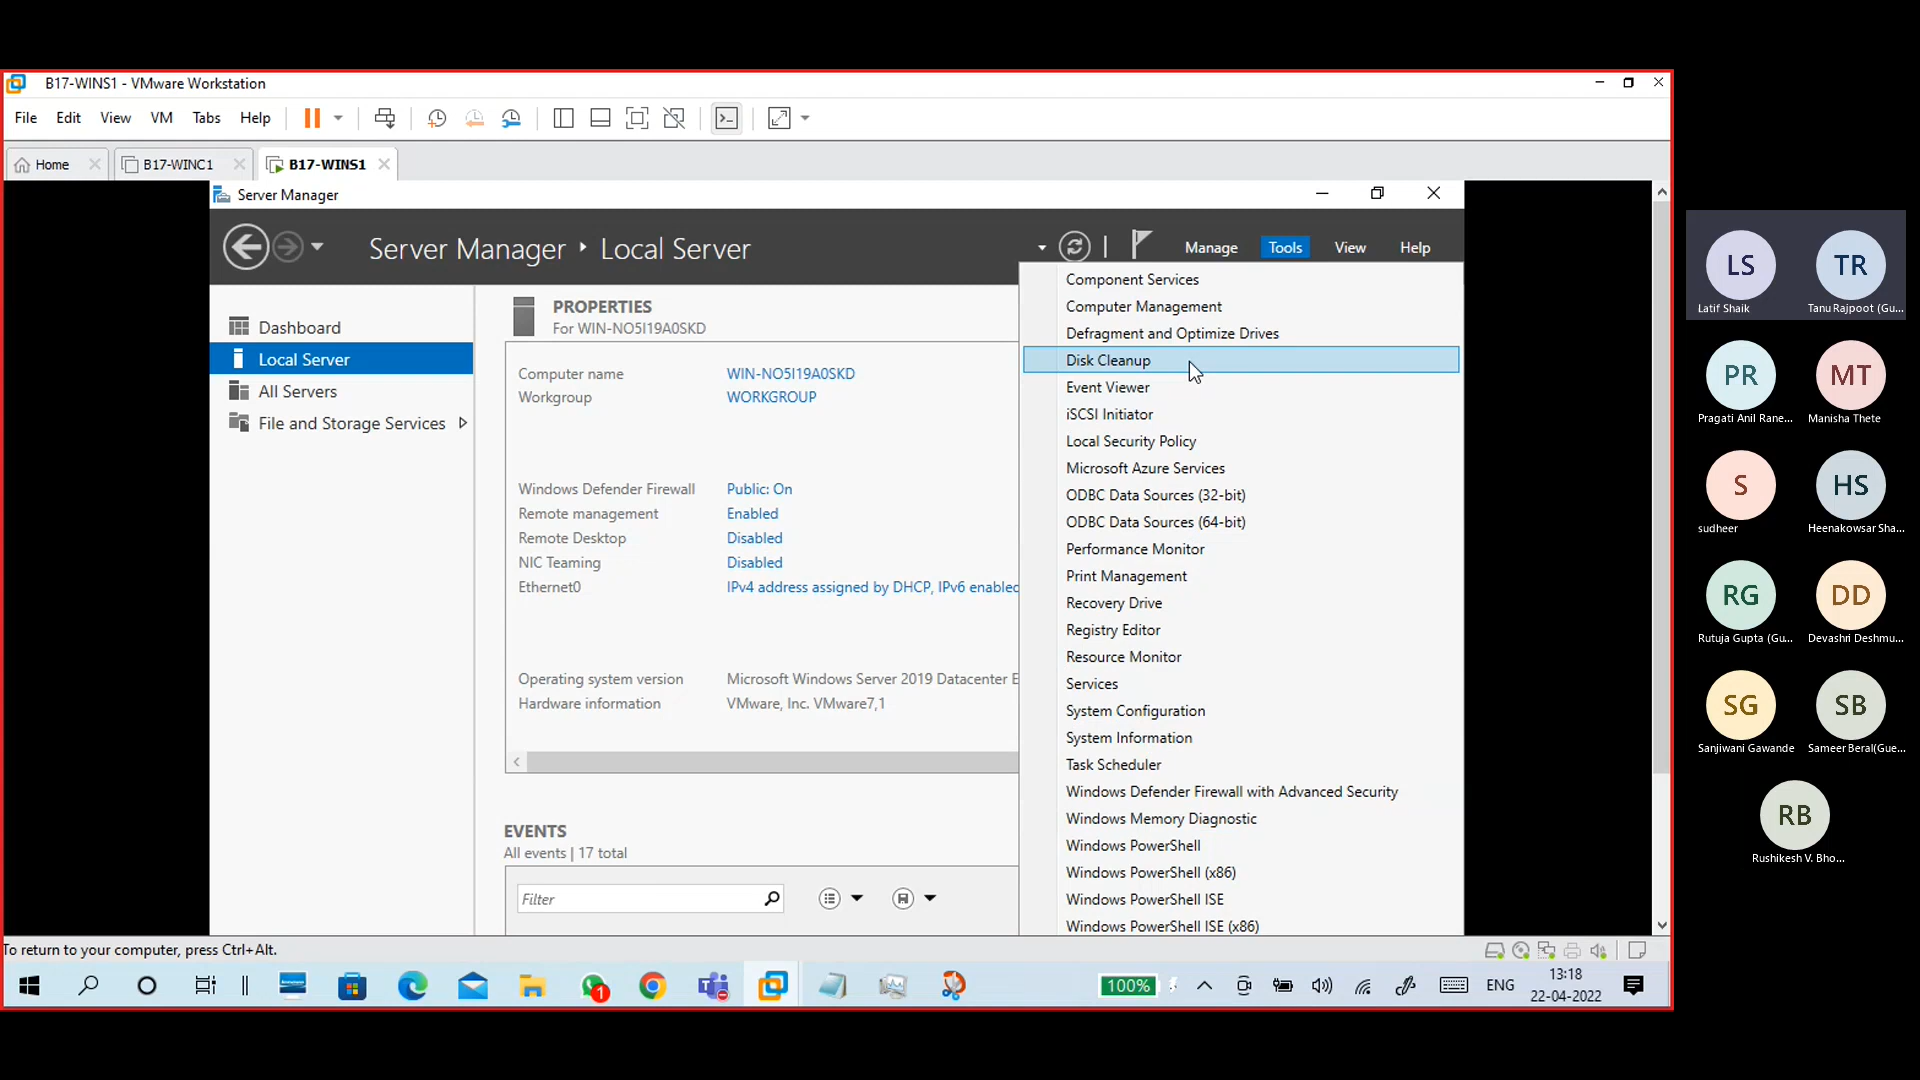 B17-WINS1 - VMware Workstation
File Edit View VM Tabs Help
Home B17-WINC1 B17-WINS1
Server Manager
Server Manager Local Server
Manage Tools View Help
Dashboard
Local Server
All Servers
File and Storage Services
PROPERTIES
For WIN-NO5I19A0SKD
Computer name WIN-NO5I19A0SKD
Workgroup WORKGROUP
Windows Defender Firewall Public: On
Remote management Enabled
Remote Desktop Disabled
NIC Teaming Disabled
Ethernet0 IPv4 address assigned by DHCP, IPv6 enabled
Operating system version Microsoft Windows Server 2019 Datacenter E
Hardware information VMware, Inc. VMware7,1
EVENTS
All events | 17 total
Filter
Component Services
Computer Management
Defragment and Optimize Drives
Disk Cleanup
Event Viewer
iSCSI Initiator
Local Security Policy
Microsoft Azure Services
ODBC Data Sources (32-bit)
ODBC Data Sources (64-bit)
Performance Monitor
Print Management
Recovery Drive
Registry Editor
Resource Monitor
Services
System Configuration
System Information
Task Scheduler
Windows Defender Firewall with Advanced Security
Windows Memory Diagnostic
Windows PowerShell
Windows PowerShell (x86)
Windows PowerShell ISE
Windows PowerShell ISE (x86)
To return to your computer, press Ctrl+Alt.
1
100%
ENG
13:18
22-04-2022
LS TR
Latif Shaik Tanu Rajpoot (Gu...
PR MT
Pragati Anil Rane... Manisha Thete
S HS
sudheer Heenakowsar Sha...
RG DD
Rutuja Gupta (Gu... Devashri Deshmu...
SG SB
Sanjiwani Gawande Sameer Beral(Gue...
RB
Rushikesh V. Bho...